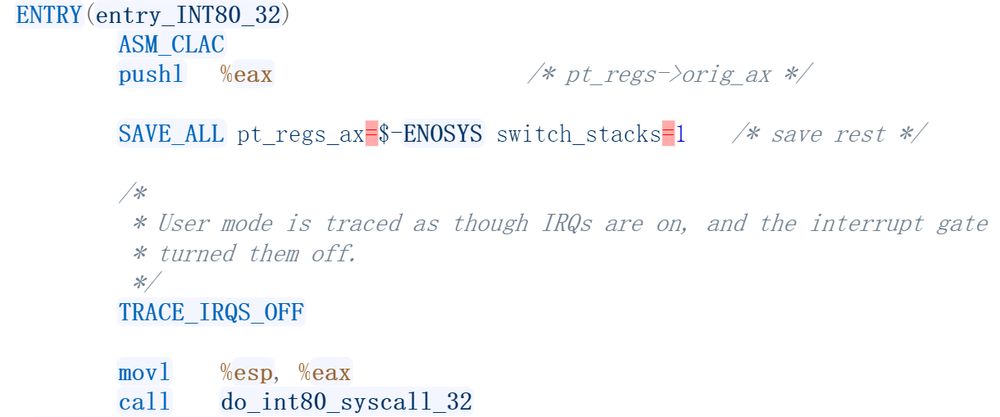 ENTRY(entry_INT80_32)
ASM_CLAC
pushl %eax /* pt_regs->orig_ax */
SAVE_ALL pt_regs_ax=$-ENOSYS switch_stacks=1 /* save rest */
/*
* User mode is traced as though IRQs are on, and the interrupt gate
* turned them off.
*/
TRACE_IRQS_OFF
movl %esp, %eax
call do_int80_syscall_32